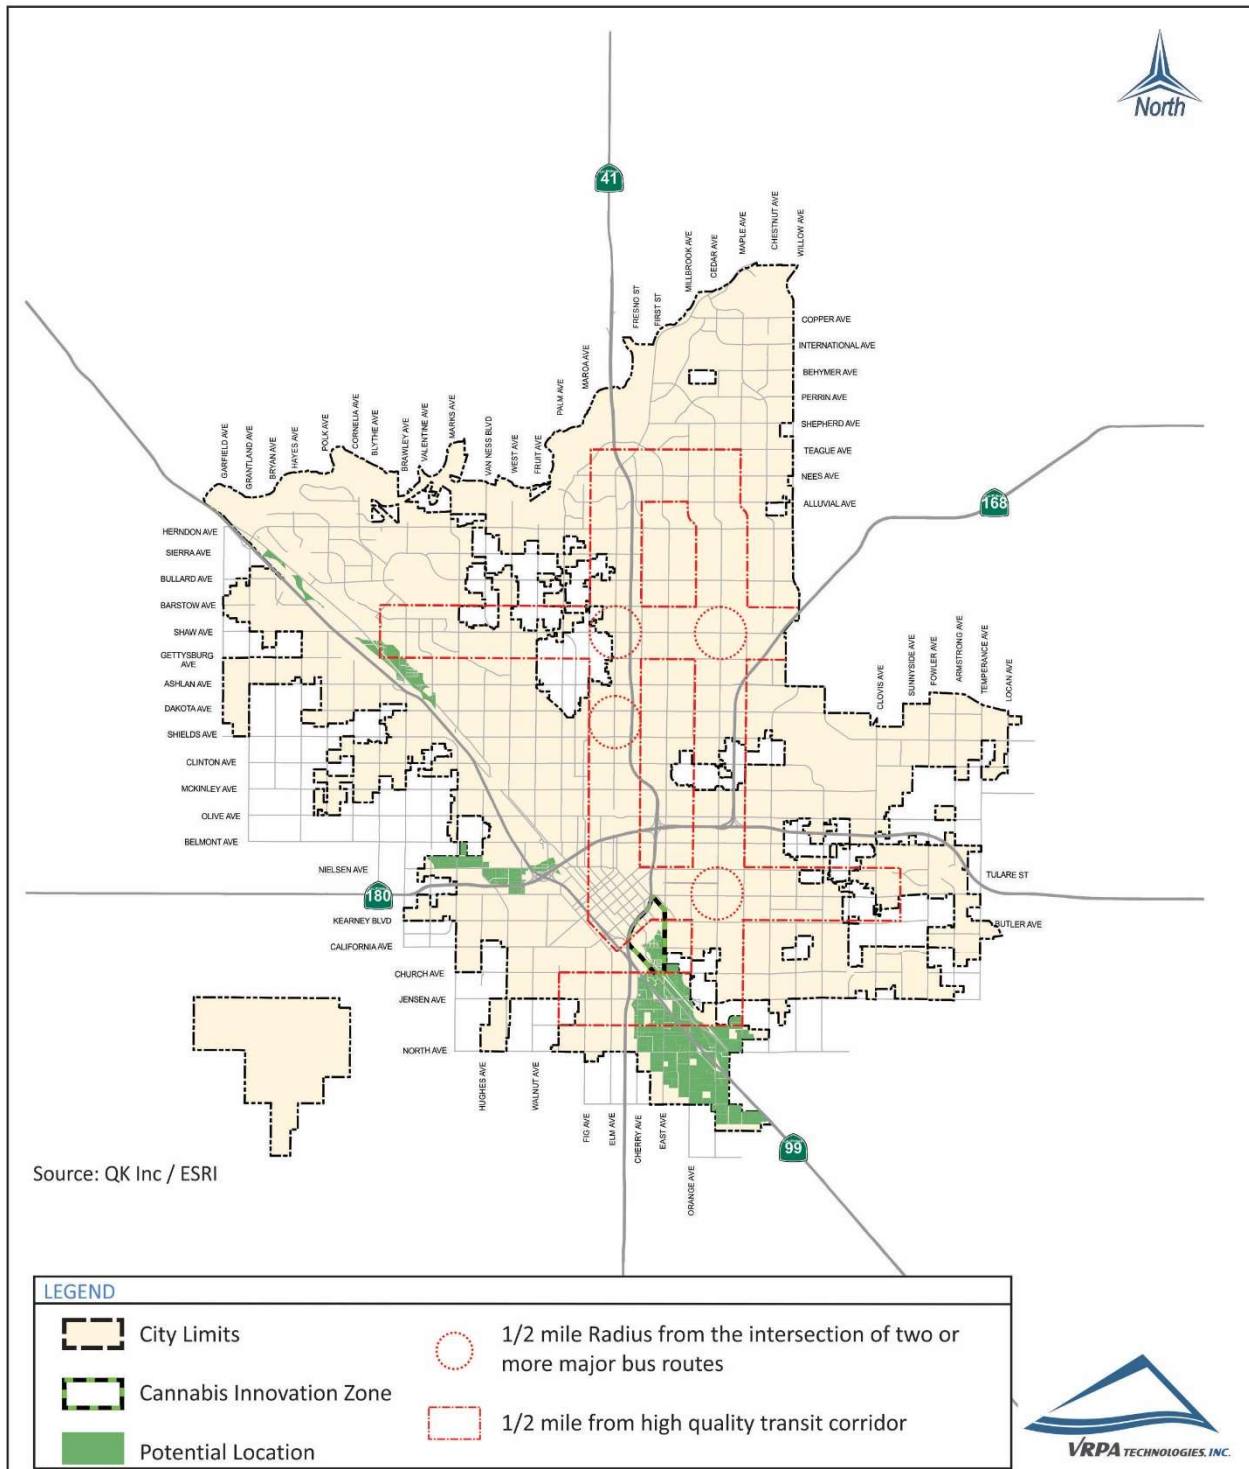 North
41
FRESNO ST
FIRST ST
MILLBROOK AVE
CEDAR AVE
MAPLE AVE
CHESTNUT AVE
WILLOW AVE
COPPER AVE
INTERNATIONAL AVE
BEHYMER AVE
PERRIN AVE
SHEPHERD AVE
TEAGUE AVE
NEES AVE
ALLUVIAL AVE
168
GARFIELD AVE
GRANTLAND AVE
BRYAN AVE
HAYES AVE
POLK AVE
CORNELIA AVE
BLYTHE AVE
BRAWLEY AVE
VALENTINE AVE
MARKS AVE
VAN NESS BLVD
WEST AVE
FRUIT AVE
PALM AVE
MAROA AVE
HERNDON AVE
SIERRA AVE
BULLARD AVE
BARSTOW AVE
SHAW AVE
GETTYSBURG
AVE
ASHLAN AVE
DAKOTA AVE
SHIELDS AVE
CLINTON AVE
MCKINLEY AVE
OLIVE AVE
BELMONT AVE
NIELSEN AVE
180
KEARNEY BLVD
CALIFORNIA AVE
CHURCH AVE
JENSEN AVE
NORTH AVE
CLOVIS AVE
SUNNYSIDE AVE
FOWLER AVE
ARMSTRONG AVE
TEMPERANCE AVE
LOCAN AVE
TULARE ST
BUTLER AVE
HUGHES AVE
WALNUT AVE
FIG AVE
ELM AVE
CHERRY AVE
EAST AVE
ORANGE AVE
99
Source: QK Inc / ESRI
LEGEND
City Limits
Cannabis Innovation Zone
Potential Location
1/2 mile Radius from the intersection of two or
more major bus routes
1/2 mile from high quality transit corridor
VRPA TECHNOLOGIES, INC.